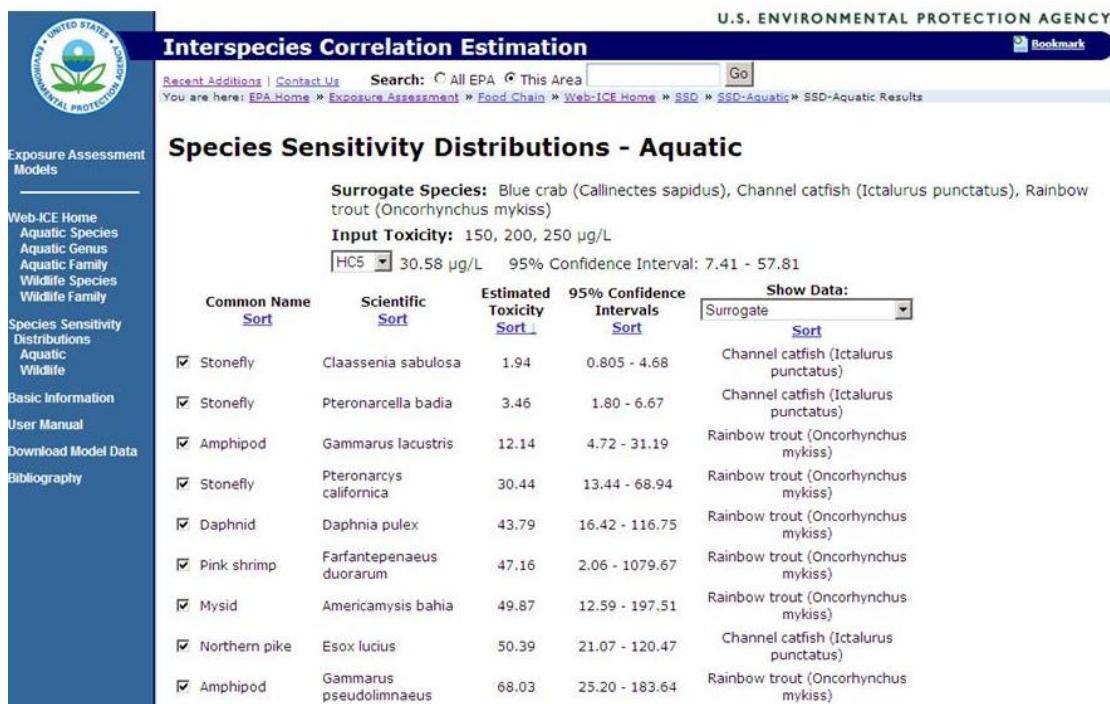 U.S. ENVIRONMENTAL PROTECTION AGENCY
UNITED STATES
ENVIRONMENTAL PROTECTION AGENCY
Interspecies Correlation Estimation
Bookmark
Recent Additions | Contact Us Search: All EPA This Area Go
You are here: EPA Home » Exposure Assessment » Food Chain » Web-ICE Home » SSD » SSD-Aquatic» SSD-Aquatic Results
Exposure Assessment
Models
Web-ICE Home
Aquatic Species
Aquatic Genus
Aquatic Family
Wildlife Species
Wildlife Family
Species Sensitivity
Distributions
Aquatic
Wildlife
Basic Information
User Manual
Download Model Data
Bibliography
Species Sensitivity Distributions - Aquatic
Surrogate Species: Blue crab (Callinectes sapidus), Channel catfish (Ictalurus punctatus), Rainbow
trout (Oncorhynchus mykiss)
Input Toxicity: 150, 200, 250 µg/L
HC5 30.58 µg/L 95% Confidence Interval: 7.41 - 57.81
Common Name
Sort
Scientific
Sort
Estimated
Toxicity
Sort ↓
95% Confidence
Intervals
Sort
Show Data:
Surrogate
Sort
Stonefly Claassenia sabulosa 1.94 0.805 - 4.68 Channel catfish (Ictalurus
punctatus)
Stonefly Pteronarcella badia 3.46 1.80 - 6.67 Channel catfish (Ictalurus
punctatus)
Amphipod Gammarus lacustris 12.14 4.72 - 31.19 Rainbow trout (Oncorhynchus
mykiss)
Stonefly Pteronarcys
californica 30.44 13.44 - 68.94 Rainbow trout (Oncorhynchus
mykiss)
Daphnid Daphnia pulex 43.79 16.42 - 116.75 Rainbow trout (Oncorhynchus
mykiss)
Pink shrimp Farfantepenaeus
duorarum 47.16 2.06 - 1079.67 Rainbow trout (Oncorhynchus
mykiss)
Mysid Americamysis bahia 49.87 12.59 - 197.51 Rainbow trout (Oncorhynchus
mykiss)
Northern pike Esox lucius 50.39 21.07 - 120.47 Channel catfish (Ictalurus
punctatus)
Amphipod Gammarus
pseudolimnaeus 68.03 25.20 - 183.64 Rainbow trout (Oncorhynchus
mykiss)